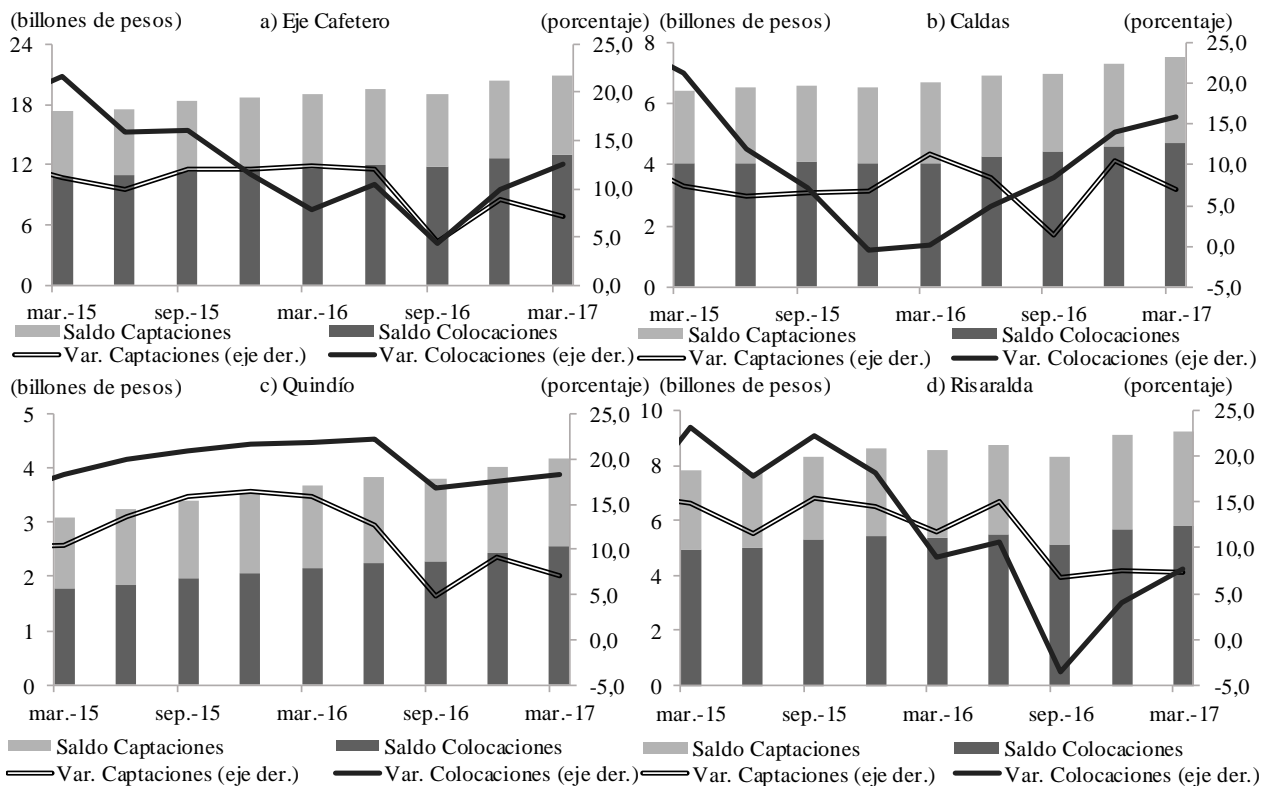 (billones de pesos) a) Eje Cafetero (porcentaje)
24 25,0
18 20,0
12 15,0
6 10,0
0 5,0
0,0
mar.-15 sep.-15 mar.-16 sep.-16 mar.-17
Saldo Captaciones Saldo Colocaciones
Var. Captaciones (eje der.) Var. Colocaciones (eje der.)
(billones de pesos) b) Caldas (porcentaje)
8 25,0
6 20,0
4 15,0
2 10,0
0 5,0
0,0
-5,0
mar.-15 sep.-15 mar.-16 sep.-16 mar.-17
Saldo Captaciones Saldo Colocaciones
Var. Captaciones (eje der.) Var. Colocaciones (eje der.)
(billones de pesos) c) Quindío (porcentaje)
5 25,0
4 20,0
3 15,0
2 10,0
1 5,0
0 0,0
-5,0
mar.-15 sep.-15 mar.-16 sep.-16 mar.-17
Saldo Captaciones Saldo Colocaciones
Var. Captaciones (eje der.) Var. Colocaciones (eje der.)
(billones de pesos) d) Risaralda (porcentaje)
10 25,0
8 20,0
6 15,0
4 10,0
2 5,0
0 0,0
-5,0
mar.-15 sep.-15 mar.-16 sep.-16 mar.-17
Saldo Captaciones Saldo Colocaciones
Var. Captaciones (eje der.) Var. Colocaciones (eje der.)